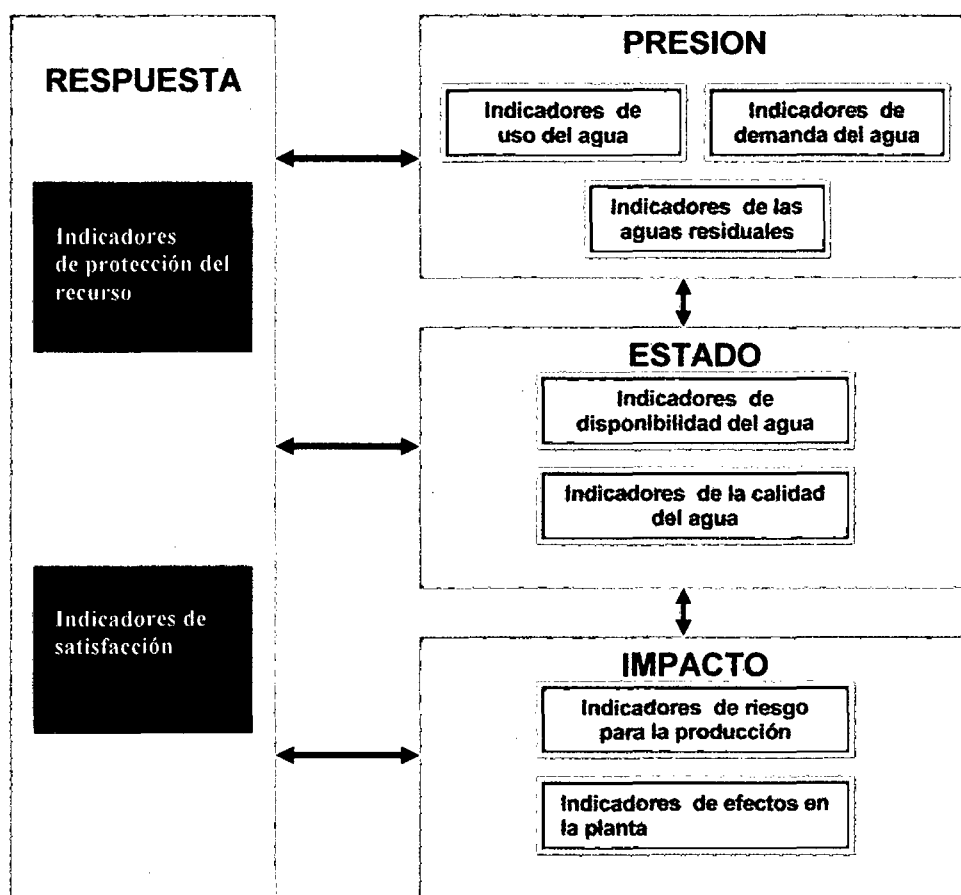 RESPUESTA
Indicadores
de protección del
recurso
Indicadores de
satisfacción
PRESION
Indicadores de
uso del agua
Indicadores de
demanda del agua
Indicadores de las
aguas residuales
ESTADO
Indicadores de
disponibilidad del agua
Indicadores de la calidad
del agua
IMPACTO
Indicadores de riesgo
para la producción
Indicadores de efectos en
la planta